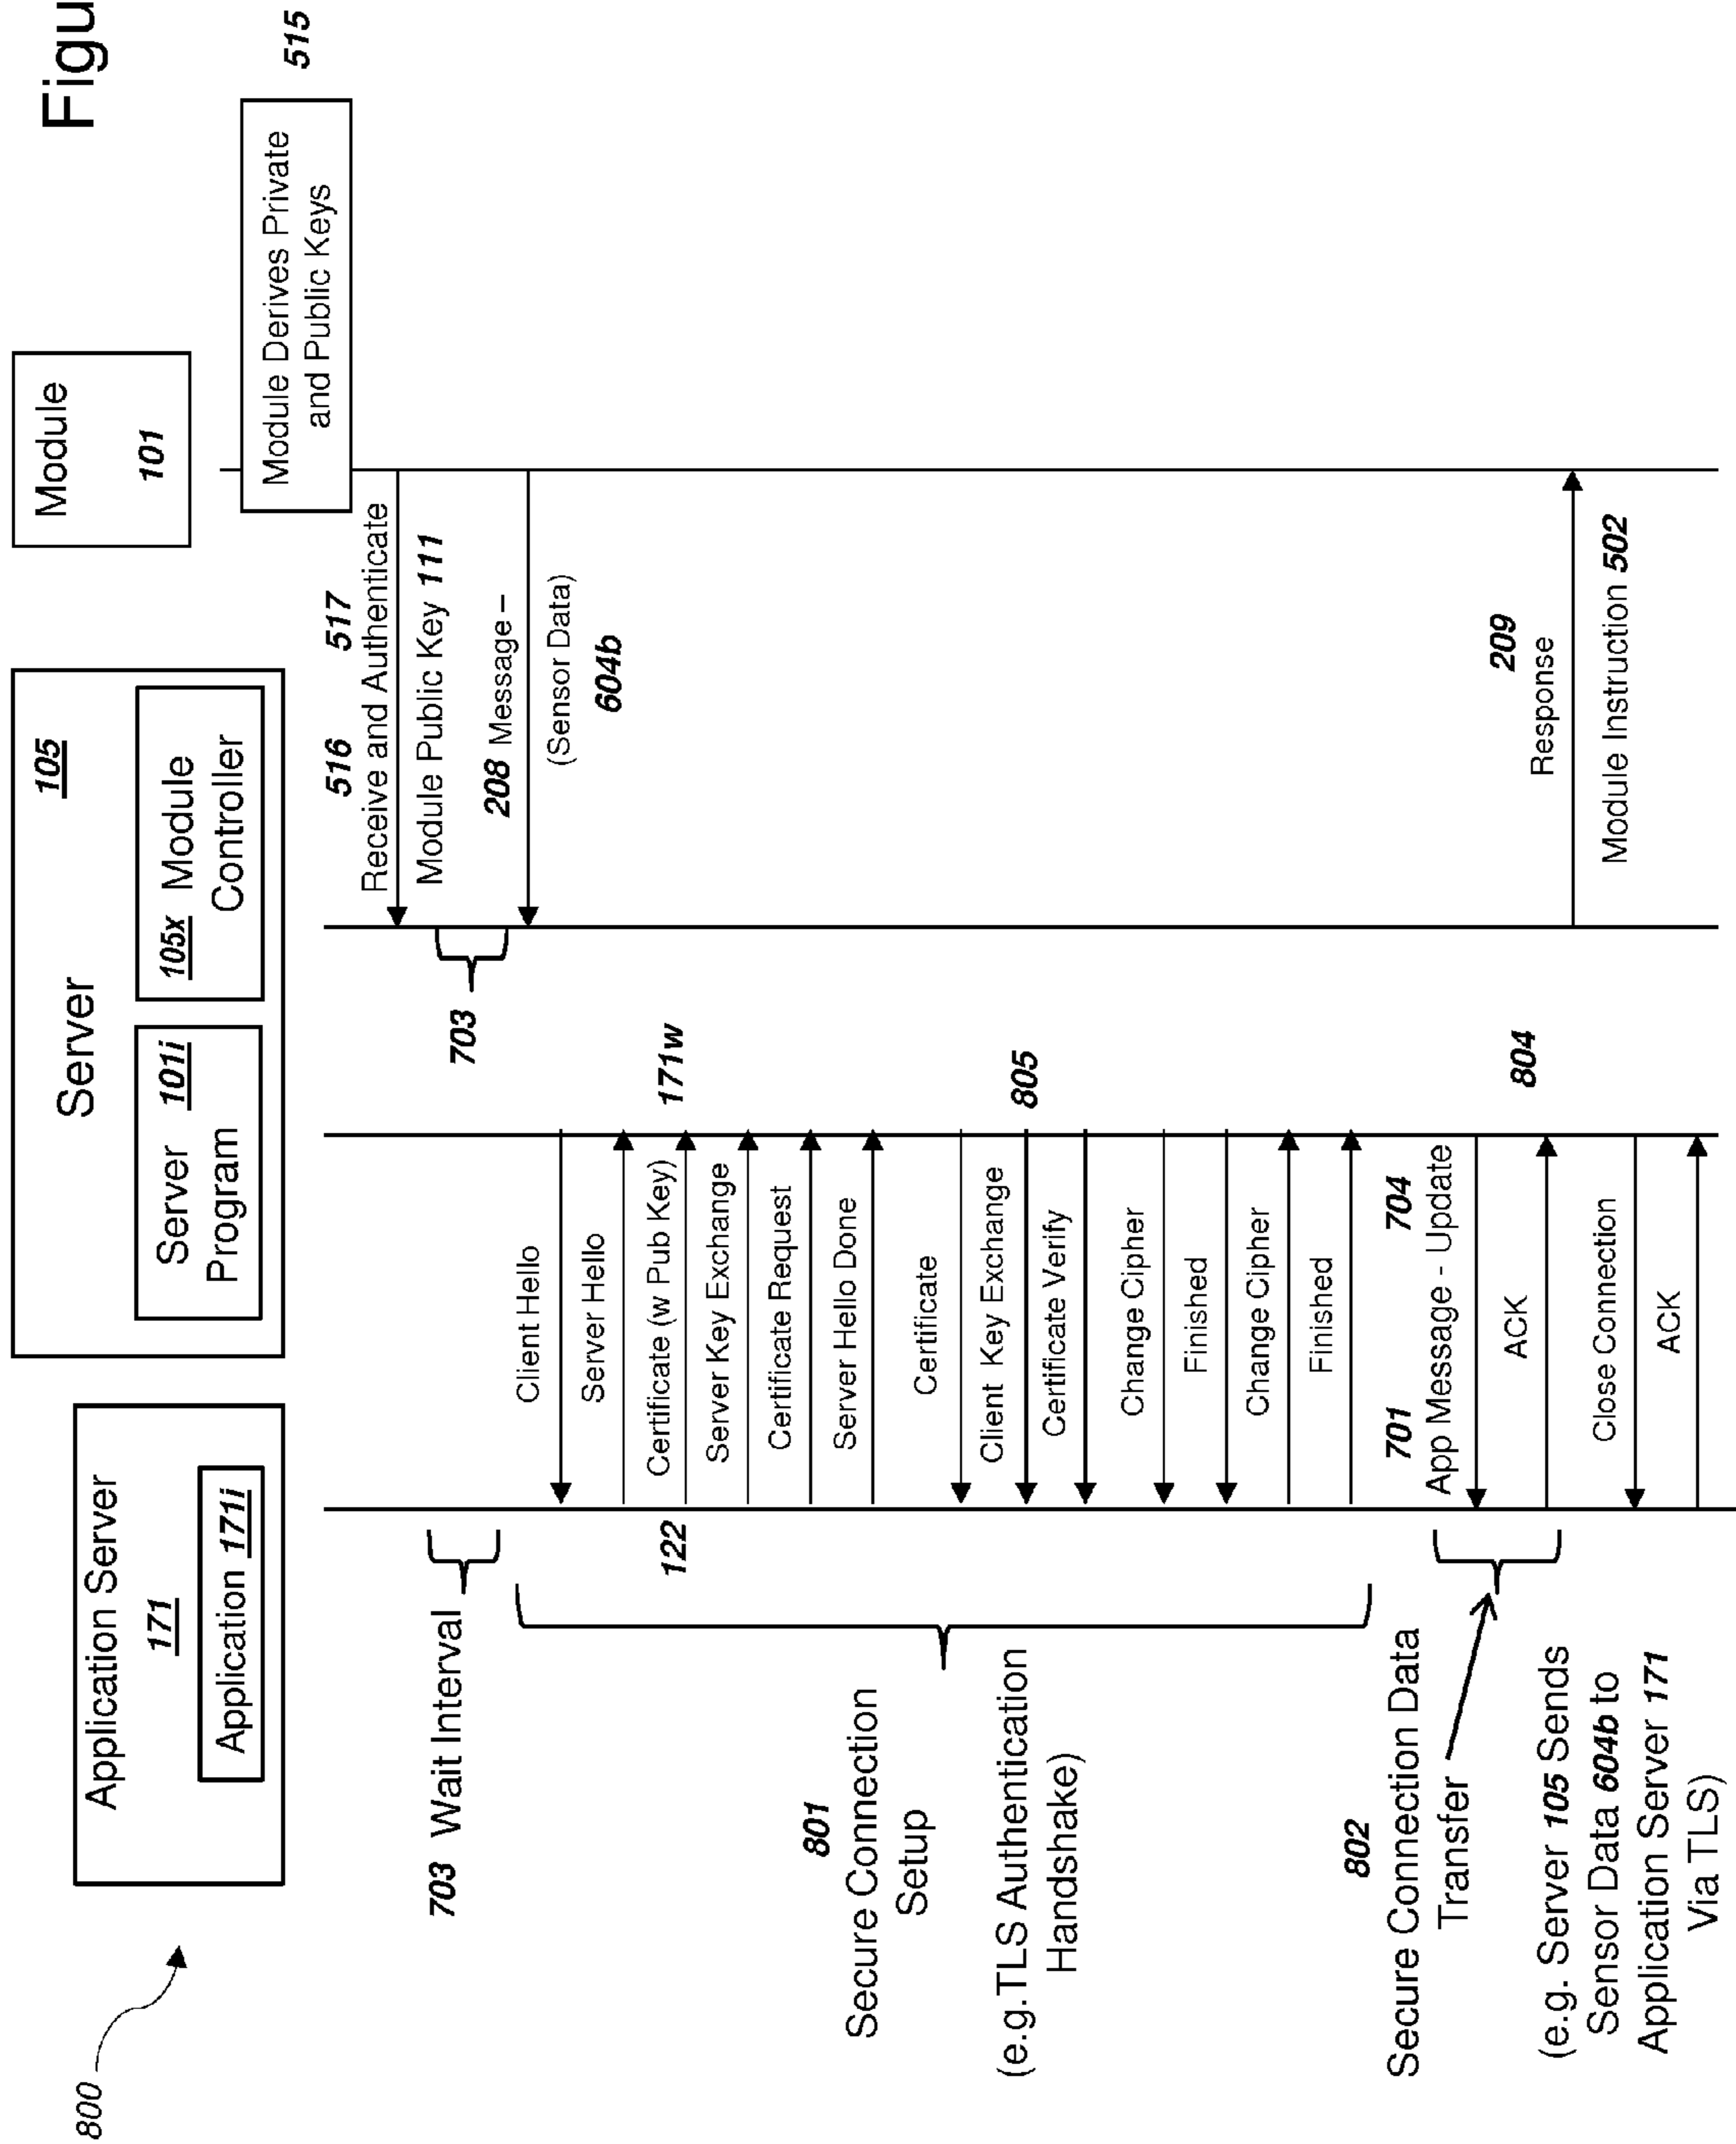 Figu
800
Application Server
171
Application 171i
Server
105
Server 101i
Program
105x Module
Controller
Module
101
Module Derives Private
and Public Keys
515
516 517
Receive and Authenticate
Module Public Key 111
208 Message –
(Sensor Data)
604b
703 Wait Interval
703
Client Hello
Server Hello
Certificate (w Pub Key)
122
171w
Server Key Exchange
Certificate Request
Server Hello Done
Certificate
Client Key Exchange
805
Certificate Verify
Change Cipher
Finished
Change Cipher
Finished
801
Secure Connection
Setup
(e.g.TLS Authentication
Handshake)
701 704
App Message - Update
ACK
804
Close Connection
ACK
802
Secure Connection Data
Transfer
(e.g. Server 105 Sends
Sensor Data 604b to
Application Server 171
Via TLS)
209
Response
Module Instruction 502